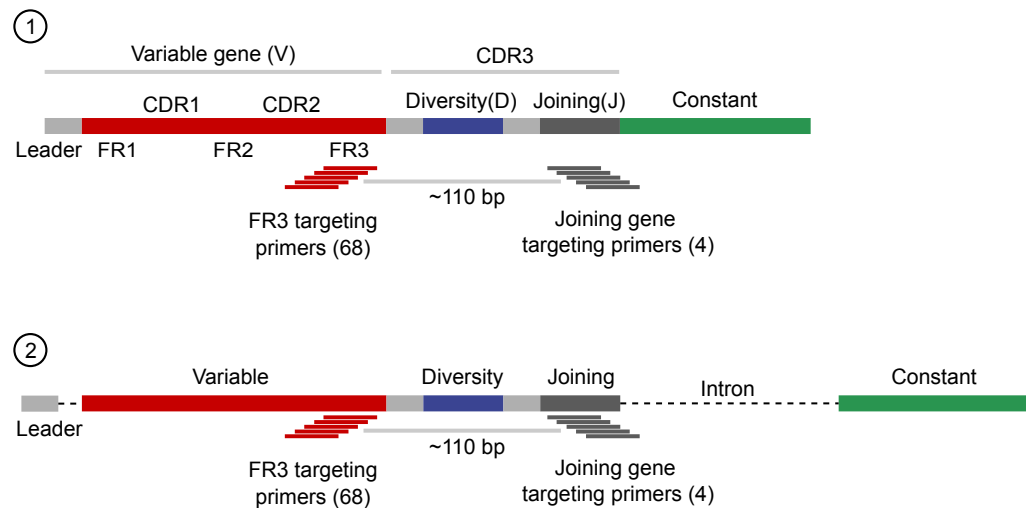 1
Variable gene (V)
CDR3
CDR1
CDR2
Diversity(D)
Joining(J)
Constant
Leader
FR1
FR2
FR3
~110 bp
FR3 targeting
primers (68)
Joining gene
targeting primers (4)
2
Variable
Diversity
Joining
Intron
Constant
Leader
~110 bp
FR3 targeting
primers (68)
Joining gene
targeting primers (4)